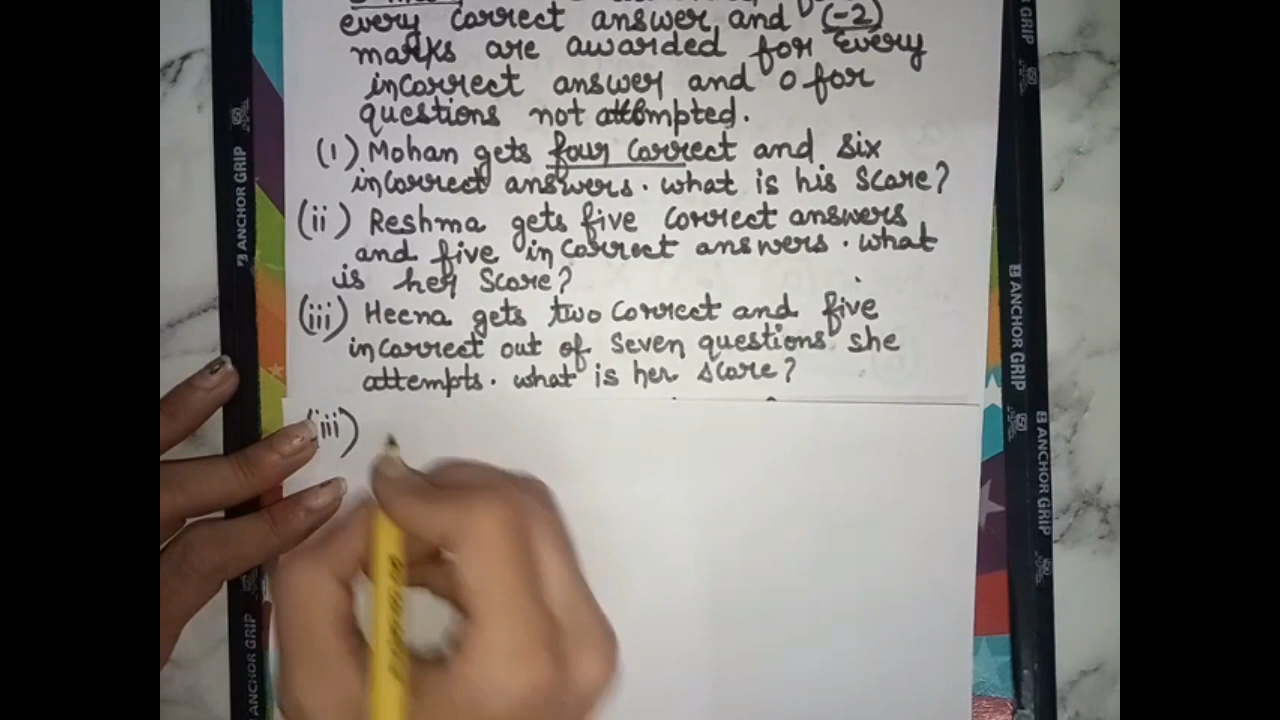 every correct answer and (-2)
marks are awarded for every
incorrect answer and 0 for
questions not attempted.
(i) Mohan gets four correct and six
incorrect answers. what is his score?
(ii) Reshma gets five correct answers
and five incorrect answers. what
is her score?
(iii) Heena gets two correct and five
incorrect out of seven questions she
attempts. what is her score?
(iii)
ANCHOR GRIP
ANCHOR GRIP
ANCHOR GRIP
GRIP
ANCHOR GRIP
ANCHOR GRIP